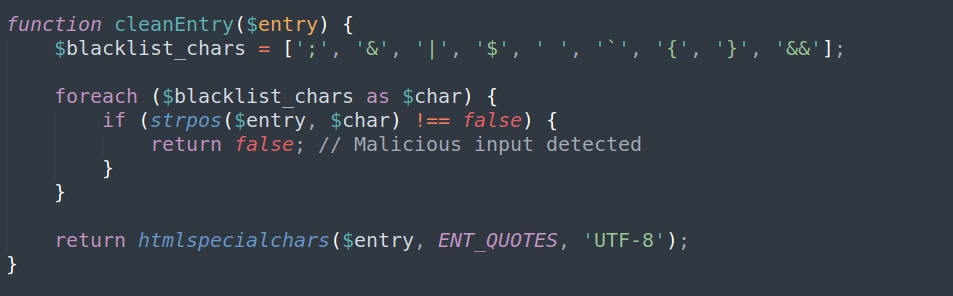 function cleanEntry($entry) {
    $blacklist_chars = [';', '&', '|', '$', ' ', '`', '{', '}', '&&'];

    foreach ($blacklist_chars as $char) {
        if (strpos($entry, $char) !== false) {
            return false; // Malicious input detected
        }
    }

    return htmlspecialchars($entry, ENT_QUOTES, 'UTF-8');
}